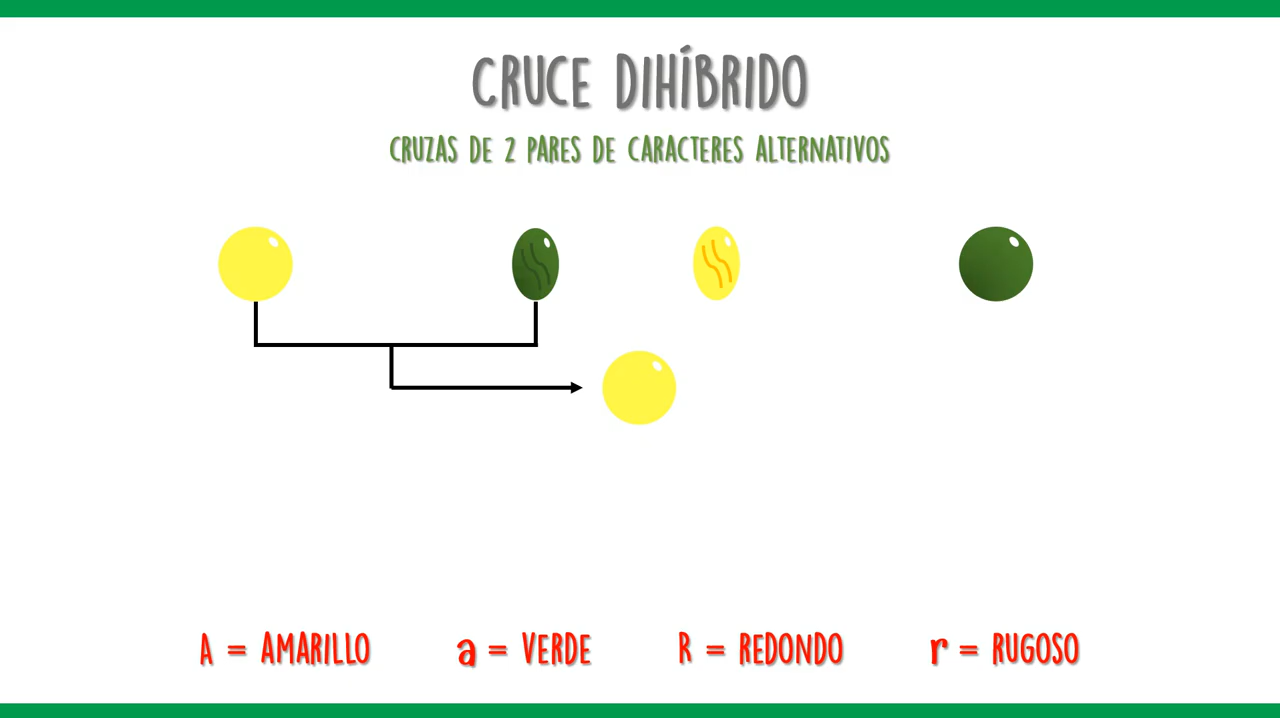 CRUCE DIHÍBRIDO
CRUZAS DE 2 PARES DE CARACTERES ALTERNATIVOS
A = AMARILLO a = VERDE R = REDONDO r = RUGOSO